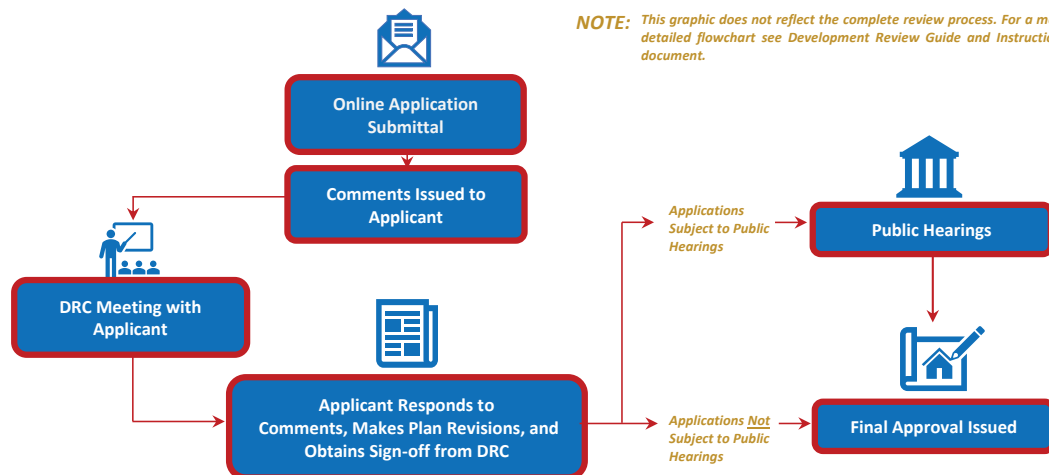 NOTE: This graphic does not reflect the complete review process. For a
detailed flowchart see Development Review Guide and
document.
Online Application
Submittal
Comments Issued to
Applicant
Applications
Subject to Public
Hearings
Public Hearings
DRC Meeting with
Applicant
Applicant Responds to
Comments, Makes Plan Revisions, and
Obtains Sign-off from DRC
Applications Not
Subject to Public
Hearings
Final Approval Issued